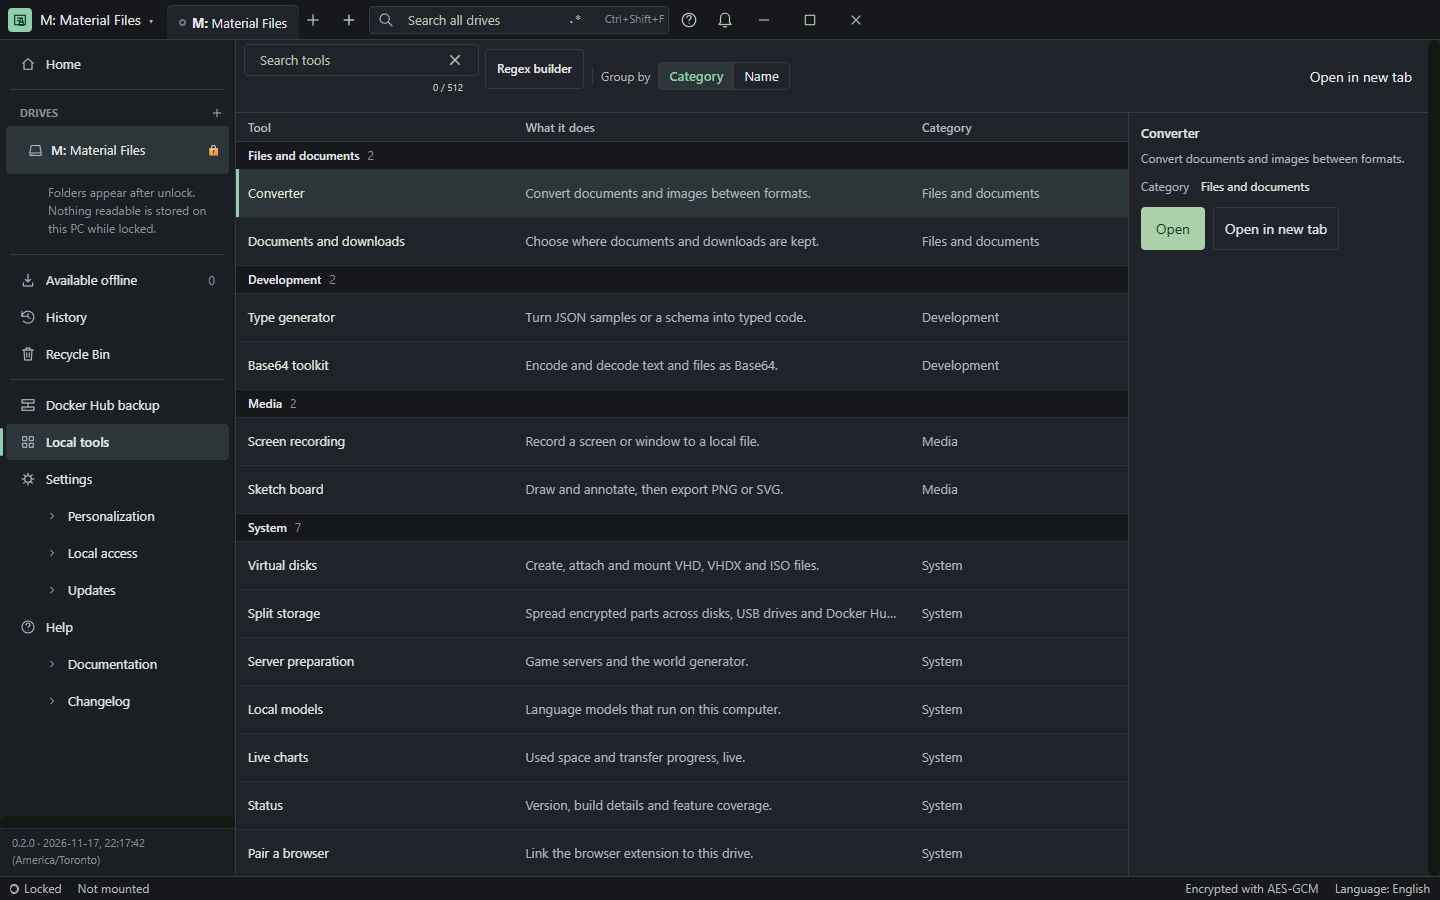 M: Material Files
M: Material Files
Search all drives
.*
Ctrl+Shift+F
Home
DRIVES
M: Material Files
Folders appear after unlock.
Nothing readable is stored on
this PC while locked.
Available offline 0
History
Recycle Bin
Docker Hub backup
Local tools
Settings
Personalization
Local access
Updates
Help
Documentation
Changelog
0.2.0 · 2026-11-17, 22:17:42
(America/Toronto)
Search tools
0 / 512
Regex builder
Group by Category Name
Open in new tab
Tool What it does Category
Files and documents 2
Converter Convert documents and images between formats. Files and documents
Documents and downloads Choose where documents and downloads are kept. Files and documents
Development 2
Type generator Turn JSON samples or a schema into typed code. Development
Base64 toolkit Encode and decode text and files as Base64. Development
Media 2
Screen recording Record a screen or window to a local file. Media
Sketch board Draw and annotate, then export PNG or SVG. Media
System 7
Virtual disks Create, attach and mount VHD, VHDX and ISO files. System
Split storage Spread encrypted parts across disks, USB drives and Docker Hu... System
Server preparation Game servers and the world generator. System
Local models Language models that run on this computer. System
Live charts Used space and transfer progress, live. System
Status Version, build details and feature coverage. System
Pair a browser Link the browser extension to this drive. System
Converter
Convert documents and images between formats.
Category Files and documents
Open Open in new tab
Locked Not mounted
Encrypted with AES-GCM Language: English